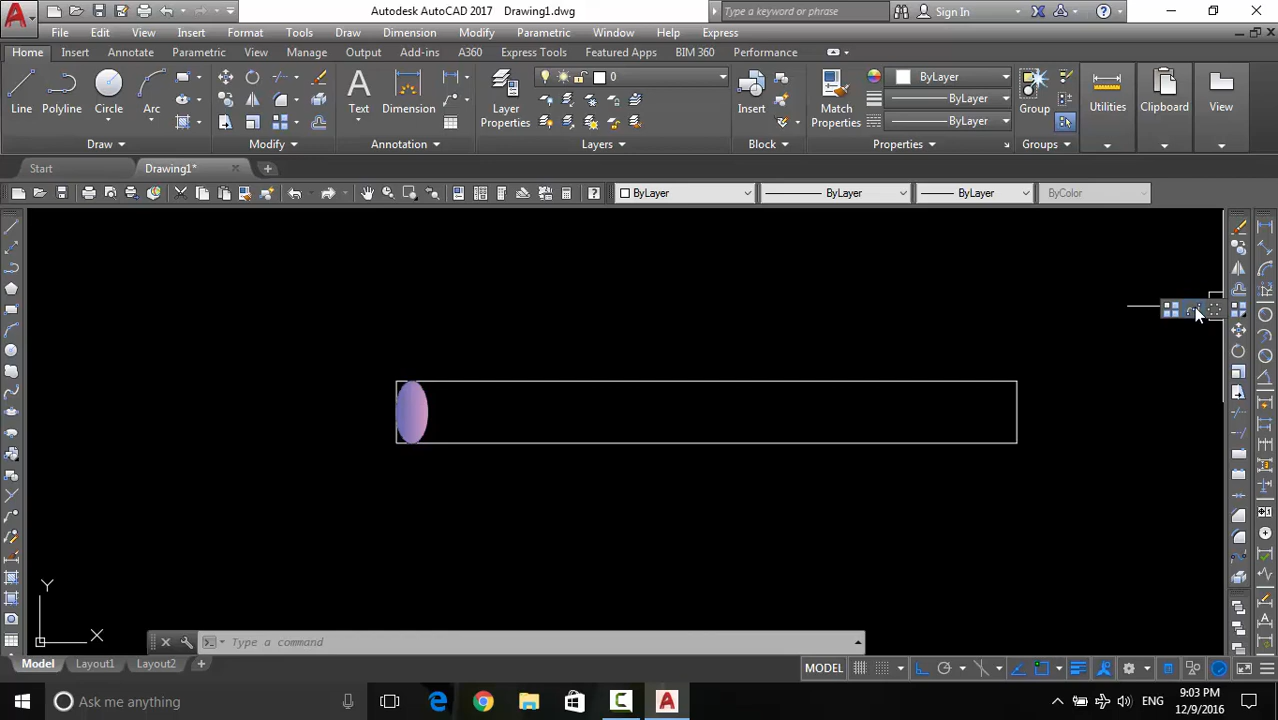 Autodesk AutoCAD 2017 Drawing1.dwg
Type a keyword or phrase
Sign In
File Edit View Insert Format Tools Draw Dimension Modify Parametric Window Help Express
Home Insert Annotate Parametric View Manage Output Add-ins A360 Express Tools Featured Apps BIM 360 Performance
0
ByLayer
ByLayer
ByLayer
Line Polyline Circle Arc
Text Dimension
Layer Properties
Insert
Match Properties
Group
Utilities
Clipboard
View
Draw
Modify
Annotation
Layers
Block
Properties
Groups
Start
Drawing1*
ByLayer
ByLayer
ByLayer
ByColor
Y
X
Type a command
Model Layout1 Layout2
MODEL
Ask me anything
ENG
9:03 PM
12/9/2016